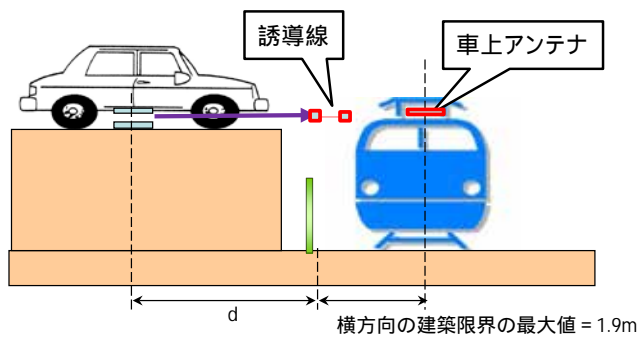 誘導線
車上アンテナ
d
横方向の建築限界の最大値 = 1.9m